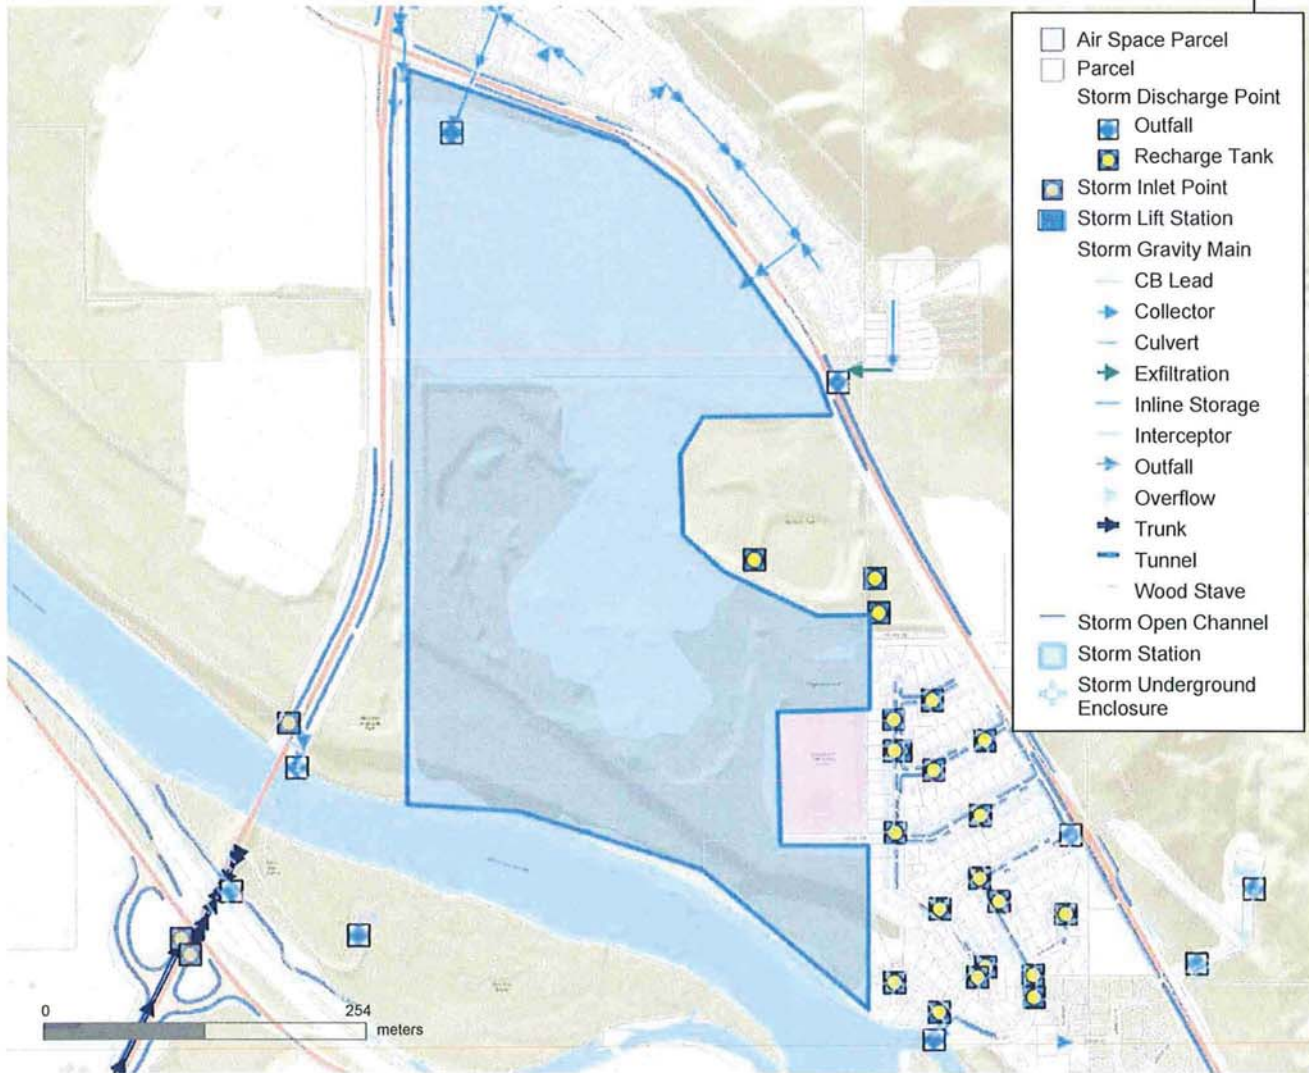 Air Space Parcel
Parcel
Storm Discharge Point
Outfall
Recharge Tank
Storm Inlet Point
Storm Lift Station
Storm Gravity Main
CB Lead
Collector
Culvert
Exfiltration
Inline Storage
Interceptor
Outfall
Overflow
Trunk
Tunnel
Wood Stave
Storm Open Channel
Storm Station
Storm Underground
Enclosure
0
254
meters